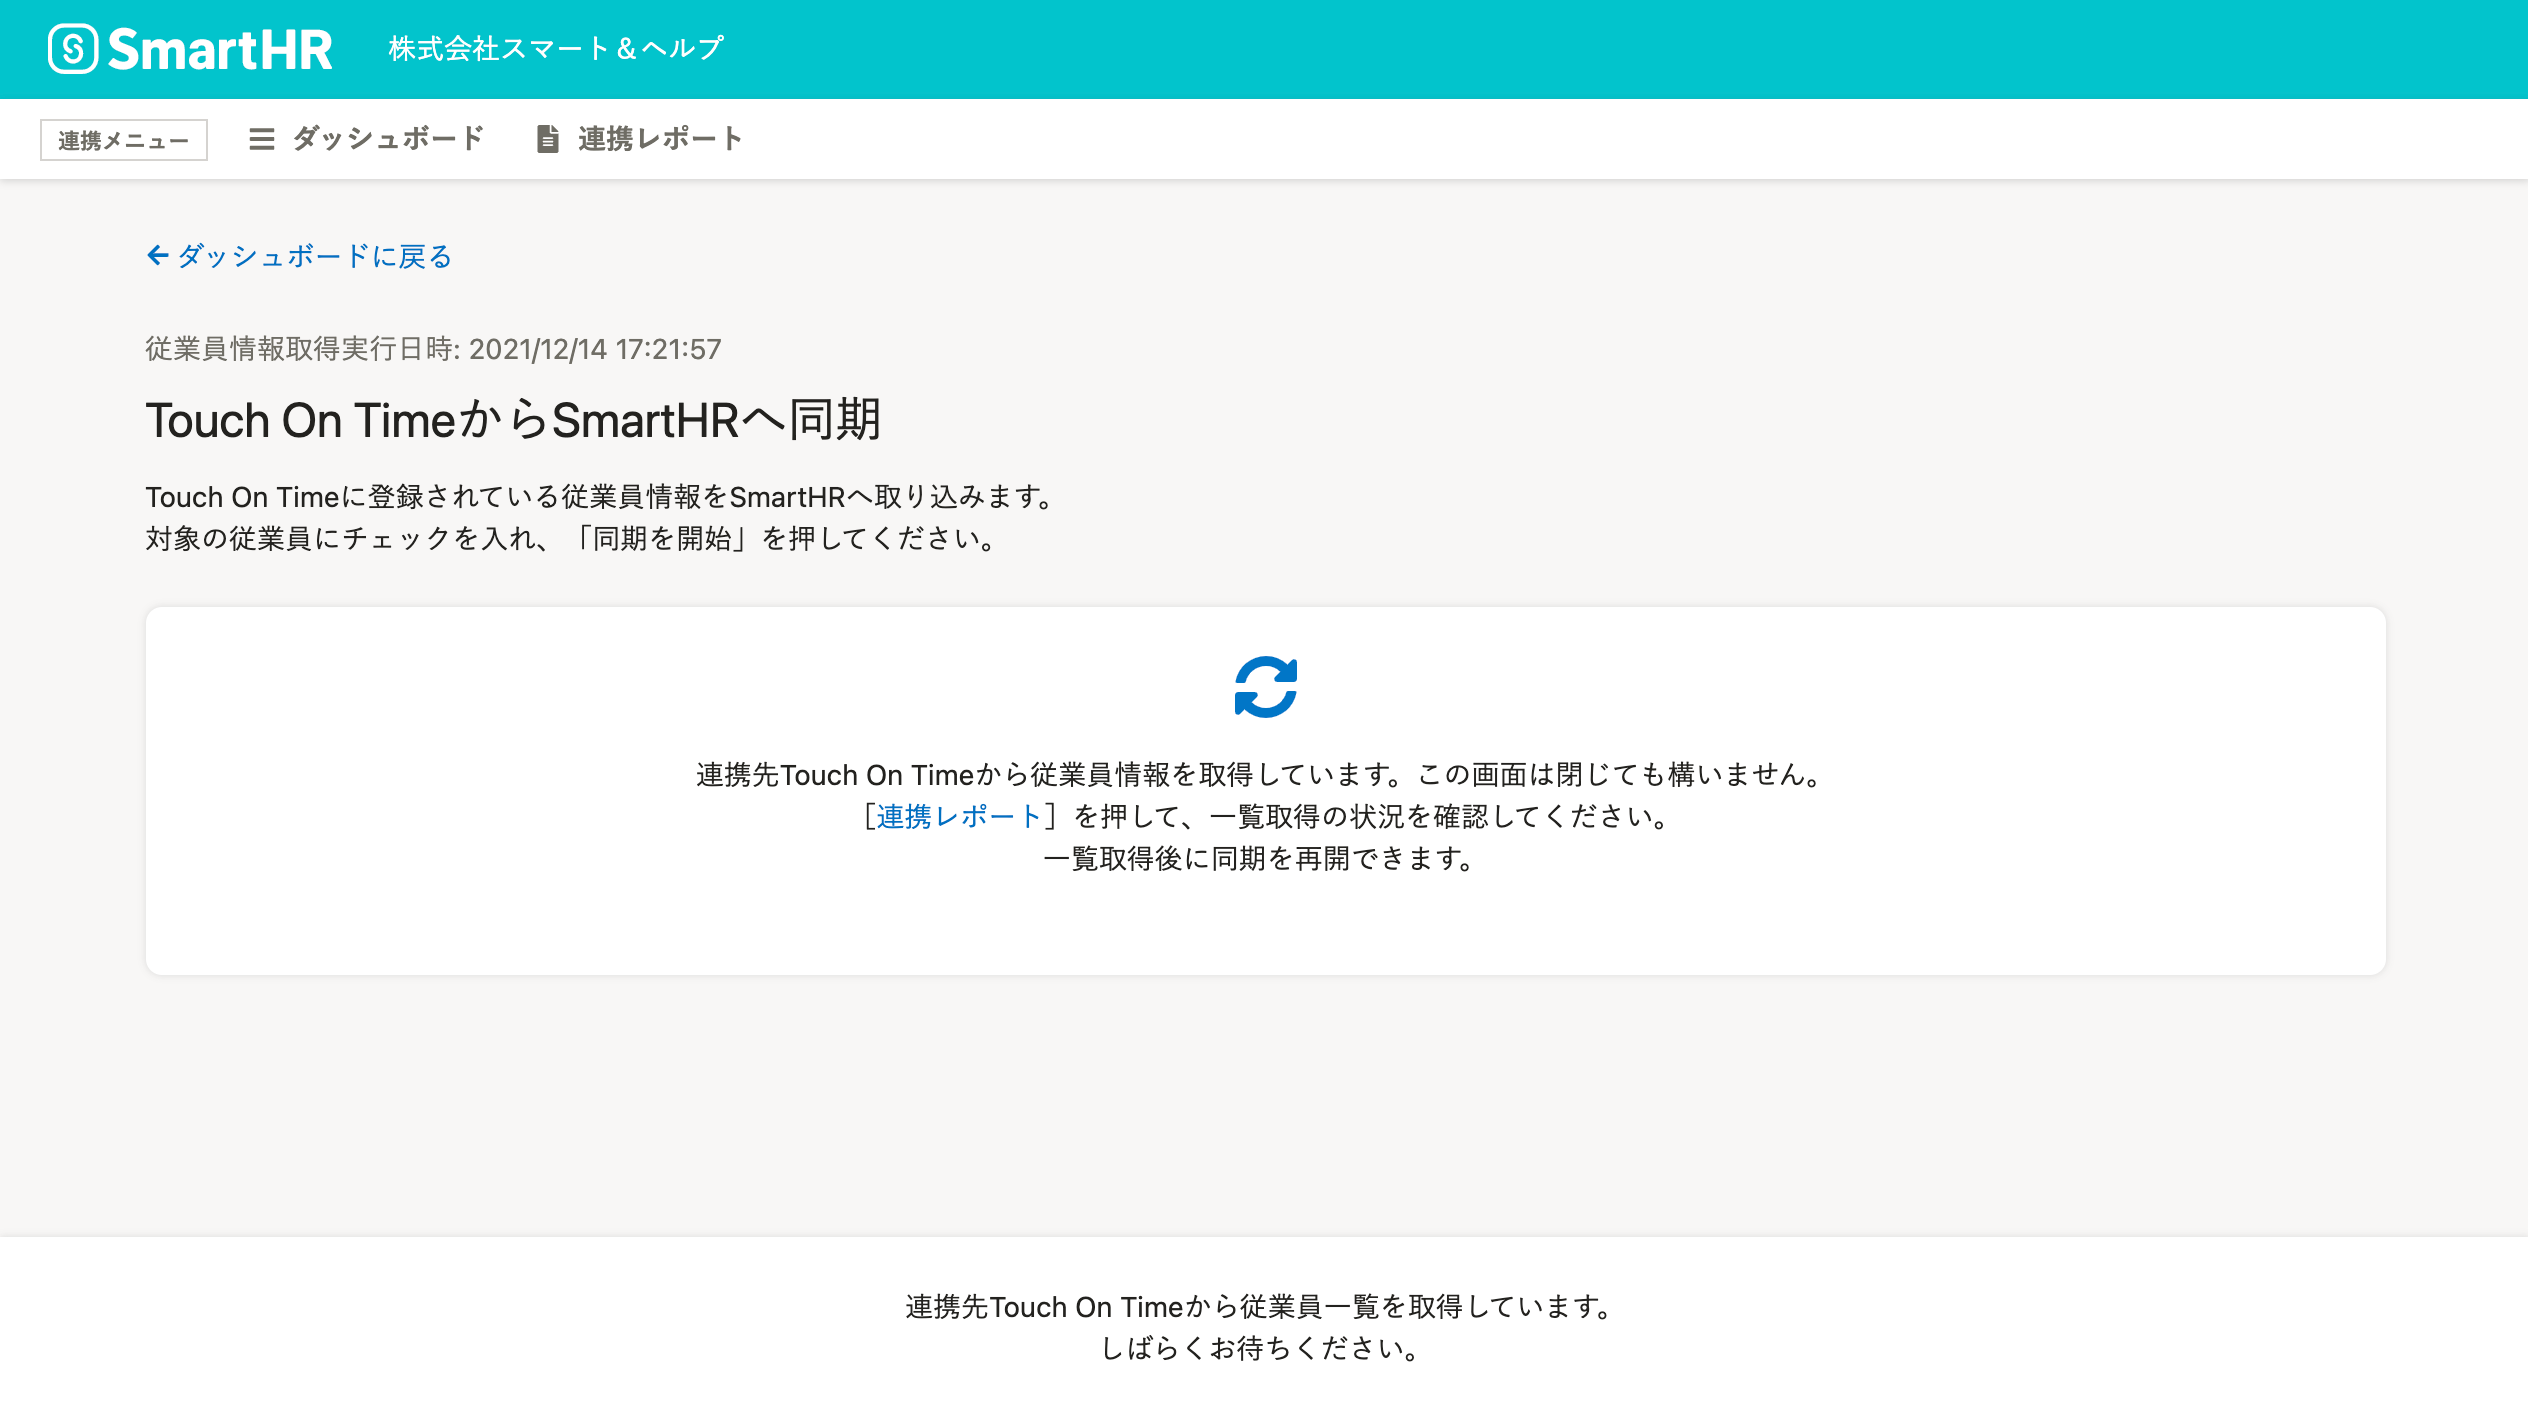 SmartHR 株式会社スマート＆ヘルプ
連携メニュー ダッシュボード 連携レポート
ダッシュボードに戻る
従業員情報取得実行日時: 2021/12/14 17:21:57
Touch On TimeからSmartHRへ同期
Touch On Timeに登録されている従業員情報をSmartHRへ取り込みます。
対象の従業員にチェックを入れ、「同期を開始」を押してください。
連携先Touch On Timeから従業員情報を取得しています。この画面は閉じても構いません。
［連携レポート］を押して、一覧取得の状況を確認してください。
一覧取得後に同期を再開できます。
連携先Touch On Timeから従業員一覧を取得しています。
しばらくお待ちください。